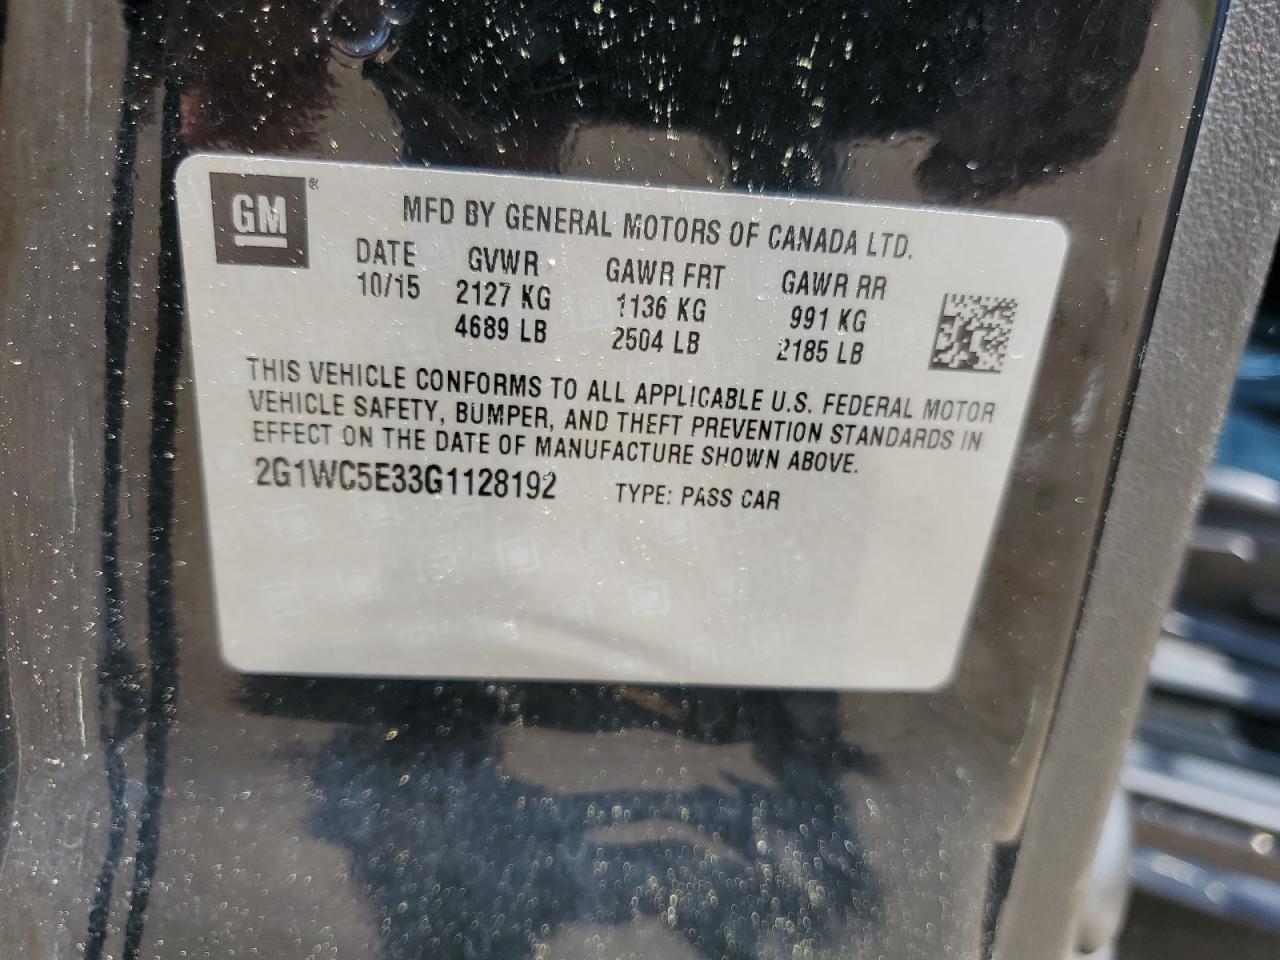 GM®
MFD BY GENERAL MOTORS OF CANADA LTD.
DATE GVWR GAWR FRT GAWR RR
10/15 2127 KG 1136 KG 991 KG
4689 LB 2504 LB 2185 LB
THIS VEHICLE CONFORMS TO ALL APPLICABLE U.S. FEDERAL MOTOR
VEHICLE SAFETY, BUMPER, AND THEFT PREVENTION STANDARDS IN
EFFECT ON THE DATE OF MANUFACTURE SHOWN ABOVE.
2G1WC5E33G1128192 TYPE: PASS CAR